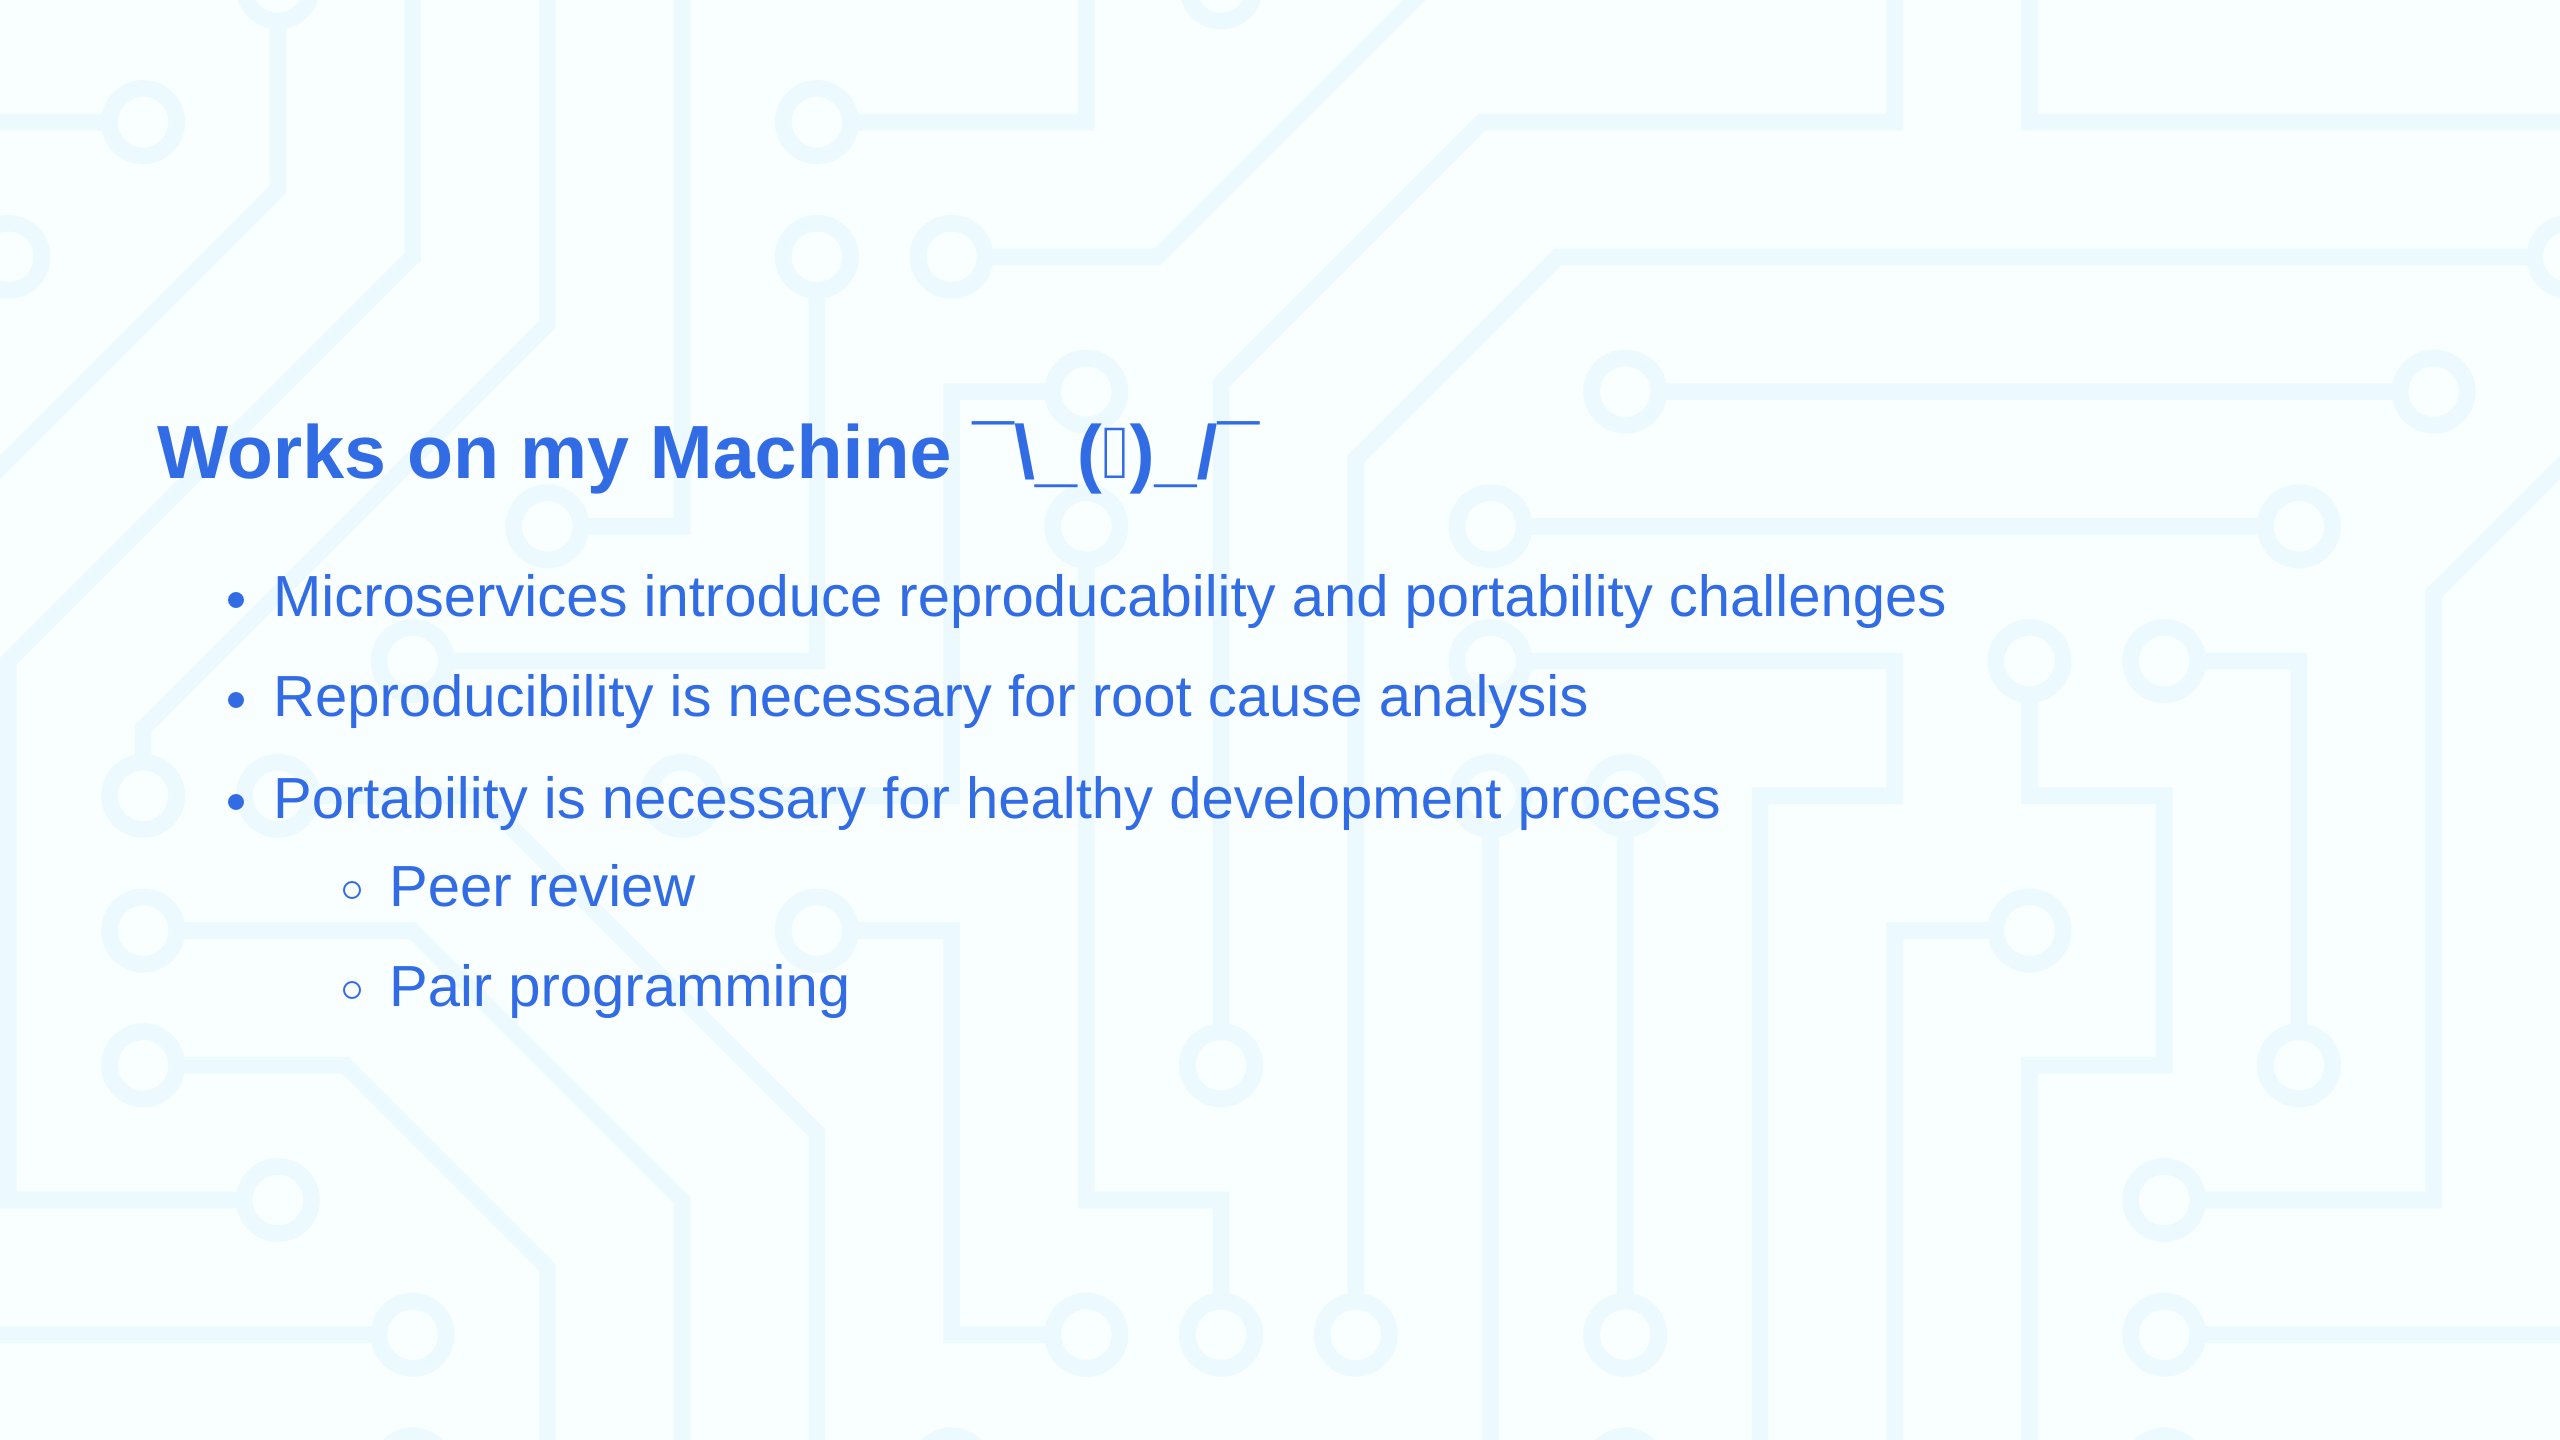 Works on my Machine ¯\_(▯)_/¯
• Microservices introduce reproducability and portability challenges
• Reproducibility is necessary for root cause analysis
• Portability is necessary for healthy development process
◦ Peer review
◦ Pair programming